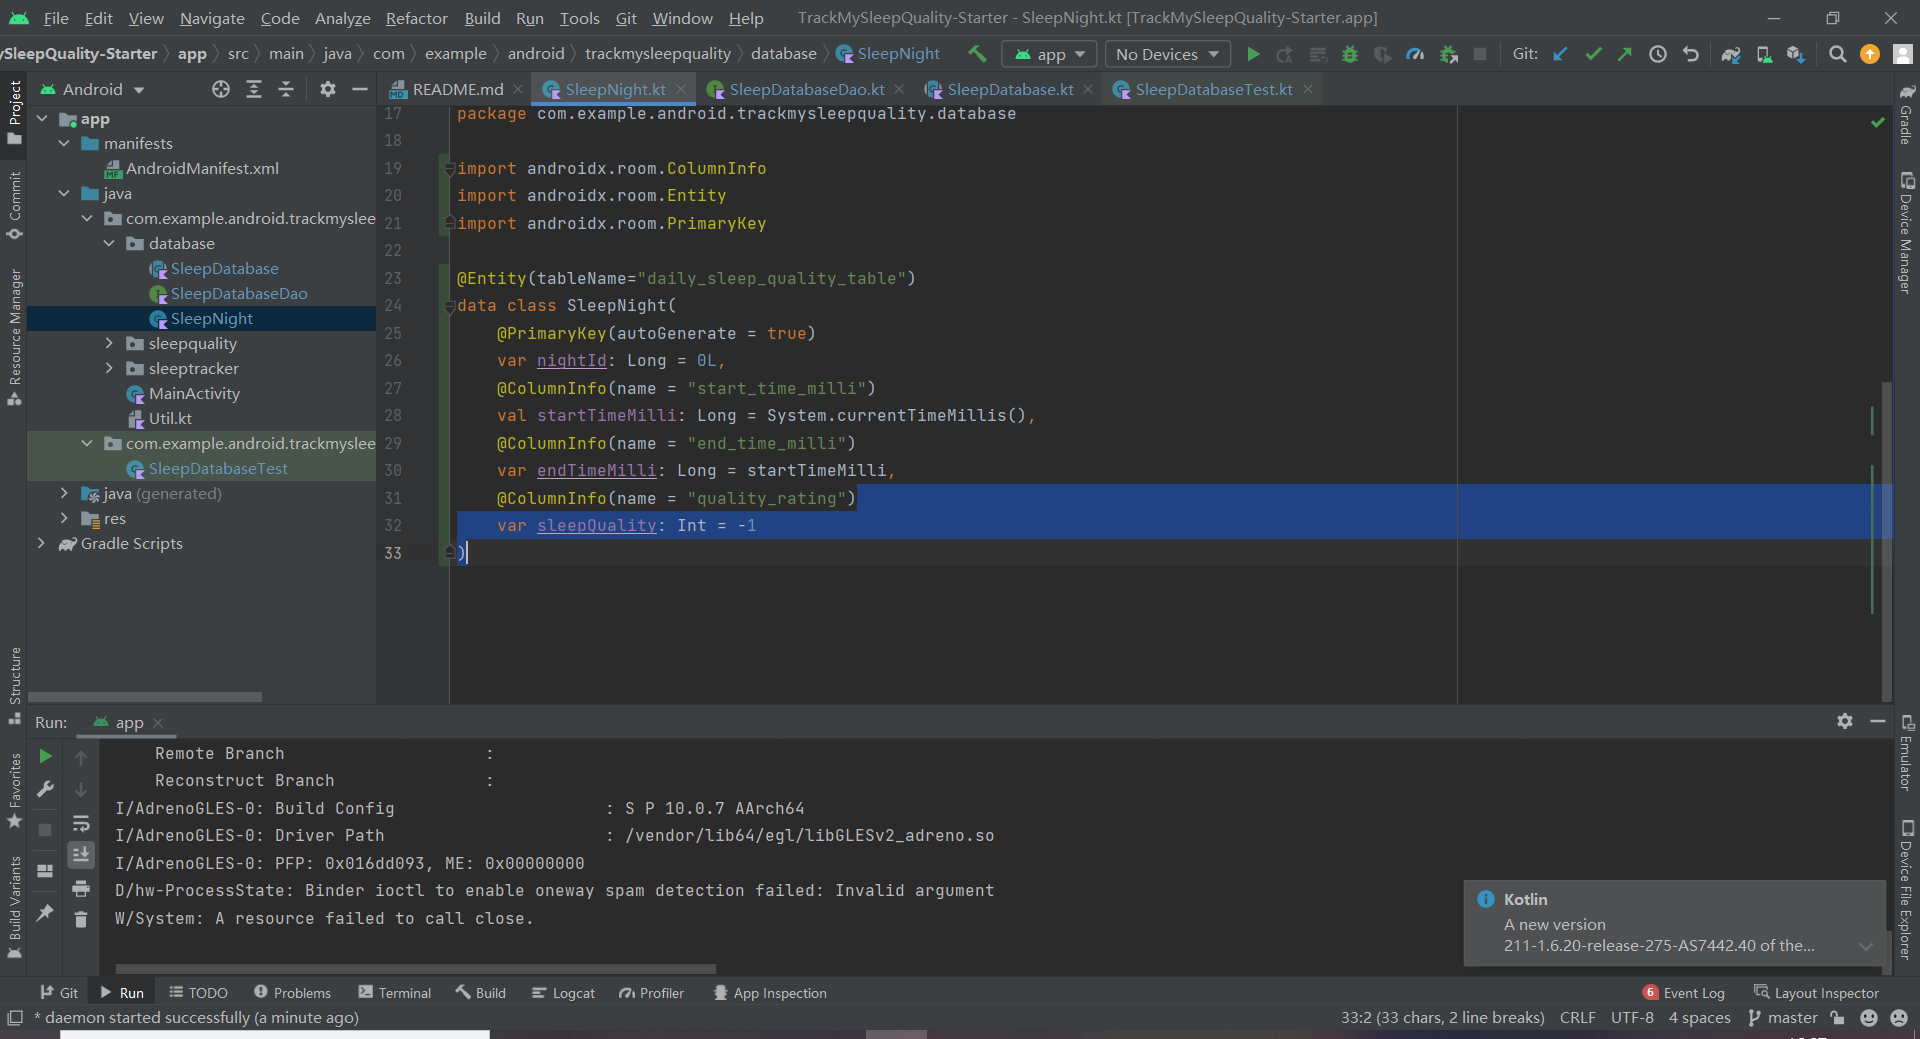 File Edit View Navigate Code Analyze Refactor Build Run Tools Git Window Help TrackMySleepQuality-Starter - SleepNight.kt [TrackMySleepQuality-Starter.app]
ySleepQuality-Starter app src main java com example android trackmysleepquality database SleepNight app No Devices Git:
Project
Commit
Resource Manager
Structure
Favorites
Build Variants
Android
app
manifests
AndroidManifest.xml
java
com.example.android.trackmyslee
database
SleepDatabase
SleepDatabaseDao
SleepNight
sleepquality
sleeptracker
MainActivity
Util.kt
com.example.android.trackmyslee
SleepDatabaseTest
java (generated)
res
Gradle Scripts
README.md SleepNight.kt SleepDatabaseDao.kt SleepDatabase.kt SleepDatabaseTest.kt
17 package com.example.android.trackmysleepquality.database
18
19 import androidx.room.ColumnInfo
20 import androidx.room.Entity
21 import androidx.room.PrimaryKey
22
23 @Entity(tableName="daily_sleep_quality_table")
24 data class SleepNight(
25 @PrimaryKey(autoGenerate = true)
26 var nightId: Long = 0L,
27 @ColumnInfo(name = "start_time_milli")
28 val startTimeMilli: Long = System.currentTimeMillis(),
29 @ColumnInfo(name = "end_time_milli")
30 var endTimeMilli: Long = startTimeMilli,
31 @ColumnInfo(name = "quality_rating")
32 var sleepQuality: Int = -1
33 )
Gradle
Device Manager
Emulator
Device File Explorer
Run: app
Remote Branch :
Reconstruct Branch :
I/AdrenoGLES-0: Build Config : S P 10.0.7 AArch64
I/AdrenoGLES-0: Driver Path : /vendor/lib64/egl/libGLESv2_adreno.so
I/AdrenoGLES-0: PFP: 0x016dd093, ME: 0x00000000
D/hw-ProcessState: Binder ioctl to enable oneway spam detection failed: Invalid argument
W/System: A resource failed to call close.
Kotlin
A new version
211-1.6.20-release-275-AS7442.40 of the...
Git Run TODO Problems Terminal Build Logcat Profiler App Inspection 6 Event Log Layout Inspector
* daemon started successfully (a minute ago) 33:2 (33 chars, 2 line breaks) CRLF UTF-8 4 spaces master